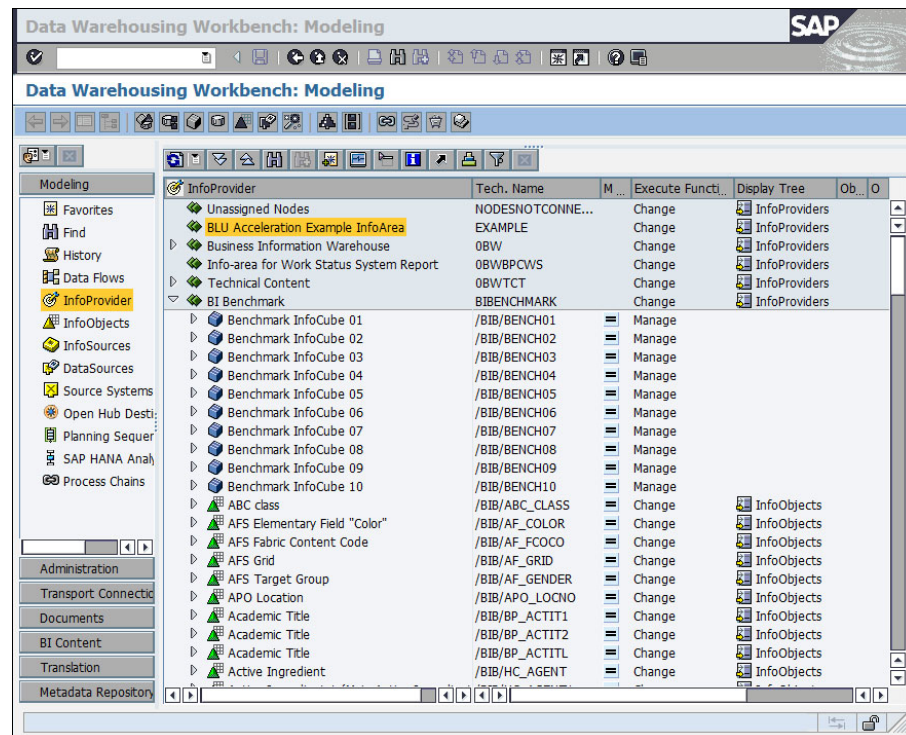 Data Warehousing Workbench: Modeling
SAP
Data Warehousing Workbench: Modeling
Modeling
Favorites
Find
History
Data Flows
InfoProvider
InfoObjects
InfoSources
DataSources
Source Systems
Open Hub Desti
Planning Sequer
SAP HANA Anal
Process Chains
Administration
Transport Connectic
Documents
BI Content
Translation
Metadata Repository
InfoProvider Tech. Name M ... Execute Functi... Display Tree Ob... O
Unassigned Nodes NODESNOTCONNE... Change InfoProviders
BLU Acceleration Example InfoArea EXAMPLE Change InfoProviders
Business Information Warehouse 0BW Change InfoProviders
Info-area for Work Status System Report 0BWBPCWS Change InfoProviders
Technical Content 0BWTCT Change InfoProviders
BI Benchmark BIBENCHMARK Change InfoProviders
Benchmark InfoCube 01 /BIB/BENCH01 Manage
Benchmark InfoCube 02 /BIB/BENCH02 Manage
Benchmark InfoCube 03 /BIB/BENCH03 Manage
Benchmark InfoCube 04 /BIB/BENCH04 Manage
Benchmark InfoCube 05 /BIB/BENCH05 Manage
Benchmark InfoCube 06 /BIB/BENCH06 Manage
Benchmark InfoCube 07 /BIB/BENCH07 Manage
Benchmark InfoCube 08 /BIB/BENCH08 Manage
Benchmark InfoCube 09 /BIB/BENCH09 Manage
Benchmark InfoCube 10 /BIB/BENCH10 Manage
ABC class /BIB/ABC_CLASS Change InfoObjects
AFS Elementary Field "Color" /BIB/AF_COLOR Change InfoObjects
AFS Fabric Content Code /BIB/AF_FCOCO Change InfoObjects
AFS Grid /BIB/AF_GRID Change InfoObjects
AFS Target Group /BIB/AF_GENDER Change InfoObjects
APO Location /BIB/APO_LOCNO Change InfoObjects
Academic Title /BIB/BP_ACTIT1 Change InfoObjects
Academic Title /BIB/BP_ACTIT2 Change InfoObjects
Academic Title /BIB/BP_ACTITL Change InfoObjects
Active Ingredient /BIB/HC_AGENT Change InfoObjects